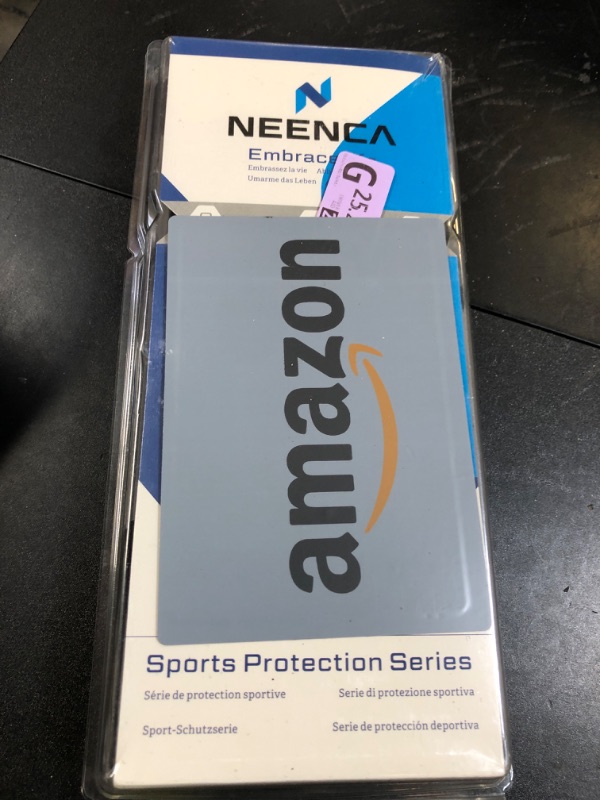 NEENCA
Embrace
Embrassez la vie
Umarme das Leben
G
25.
amazon
Sports Protection Series
Série de protection sportive
Serie di protezione sportiva
Sport-Schutzserie
Serie de protección deportiva